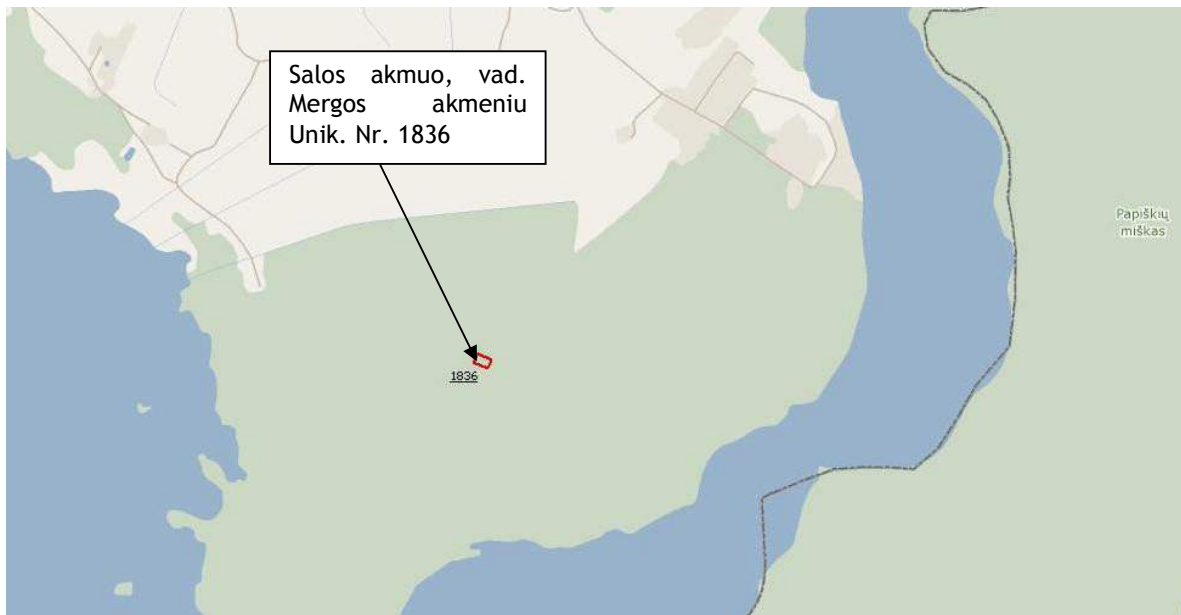 Salos akmuo, vad.
Mergos akmeniu
Unik. Nr. 1836
Papiškių
miškas
1836